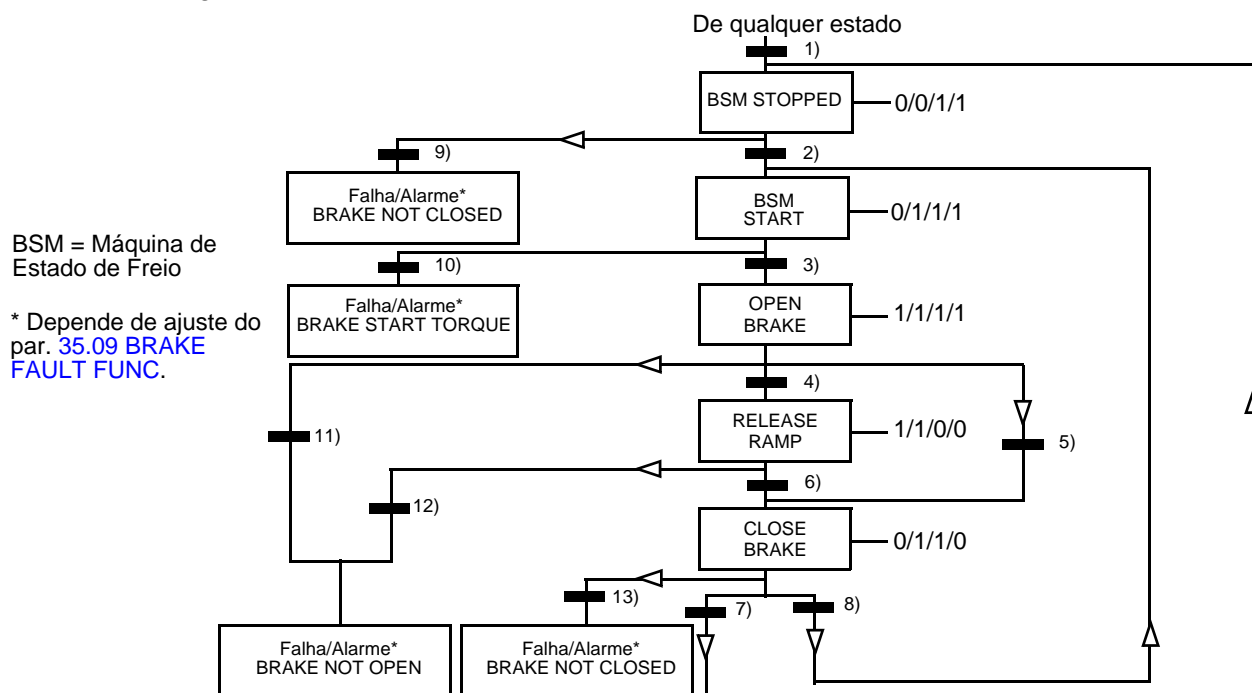 De qualquer estado
1)
BSM STOPPED
0/0/1/1
9)
2)
Falha/Alarme*
BRAKE NOT CLOSED
BSM
START
0/1/1/1
BSM = Máquina de
Estado de Freio
10)
3)
Falha/Alarme*
BRAKE START TORQUE
OPEN
BRAKE
1/1/1/1
* Depende de ajuste do
par. 35.09 BRAKE
FAULT FUNC.
4)
RELEASE
RAMP
1/1/0/0
11)
5)
6)
12)
CLOSE
BRAKE
0/1/1/0
13)
7)
8)
Falha/Alarme*
BRAKE NOT OPEN
Falha/Alarme*
BRAKE NOT CLOSED